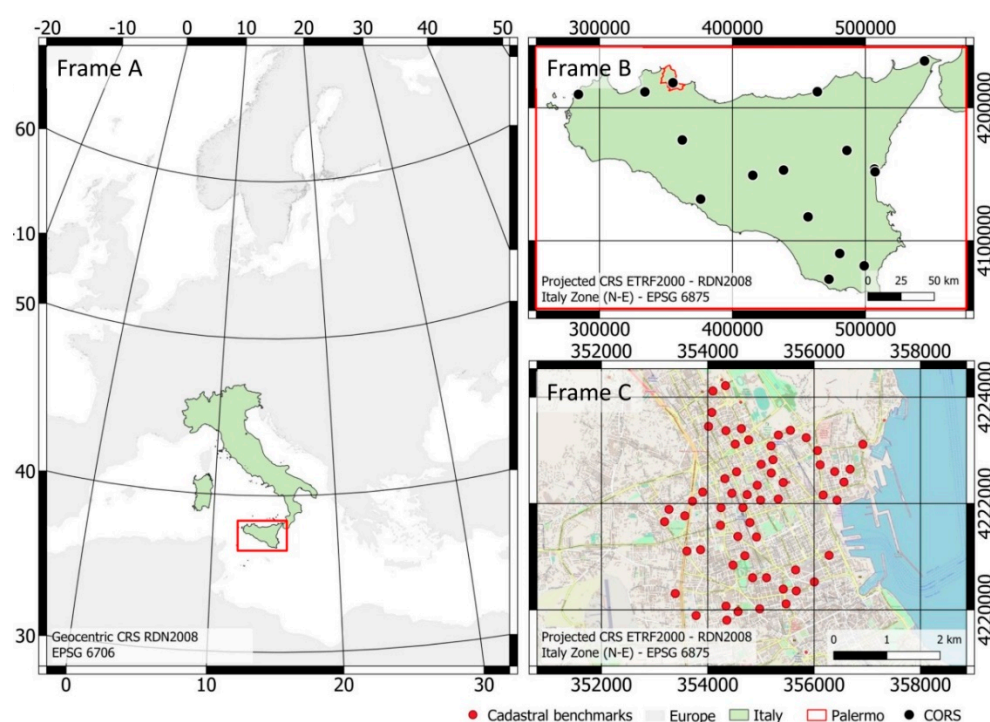 -20 -10 0 10 20 30 40 50
Frame A
60
·10
50
40
30
Geocentric CRS RDN2008
EPSG 6706
0 10 20 30
300000 400000 5000000
Frame B
4200000
4100000
Projected CRS ETRF2000 - RDN2008
Italy Zone (N-E) - EPSG 6875
0 25 50 km
300000 400000 5000000
352000 354000 356000 358000
Frame C
4224000
4222000
4220000
Projected CRS ETRF2000 - RDN2008
Italy Zone (N-E) - EPSG 6875
0 1 2 km
352000 354000 356000 358000
Cadastral benchmarks Europe Italy Palermo CORS